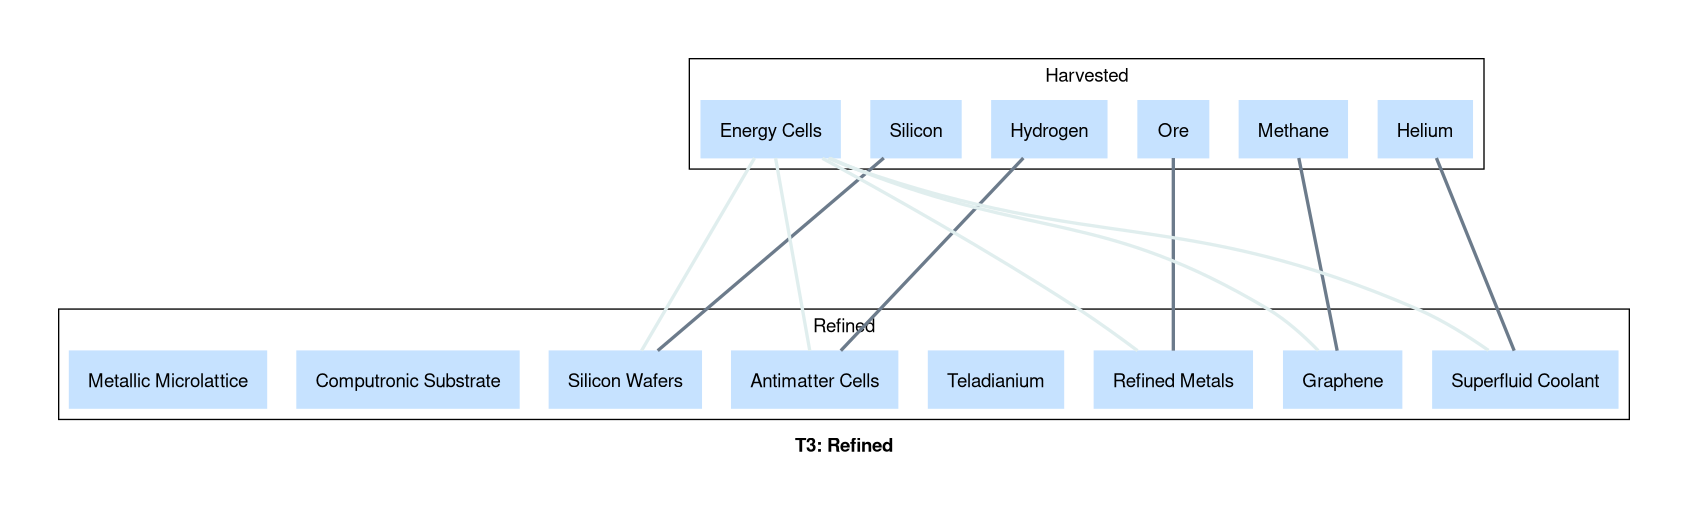 Harvested
Energy Cells
Silicon
Hydrogen
Ore
Methane
Helium
Refined
Metallic Microlattice
Computronic Substrate
Silicon Wafers
Antimatter Cells
Teladianium
Refined Metals
Graphene
Superfluid Coolant
T3: Refined